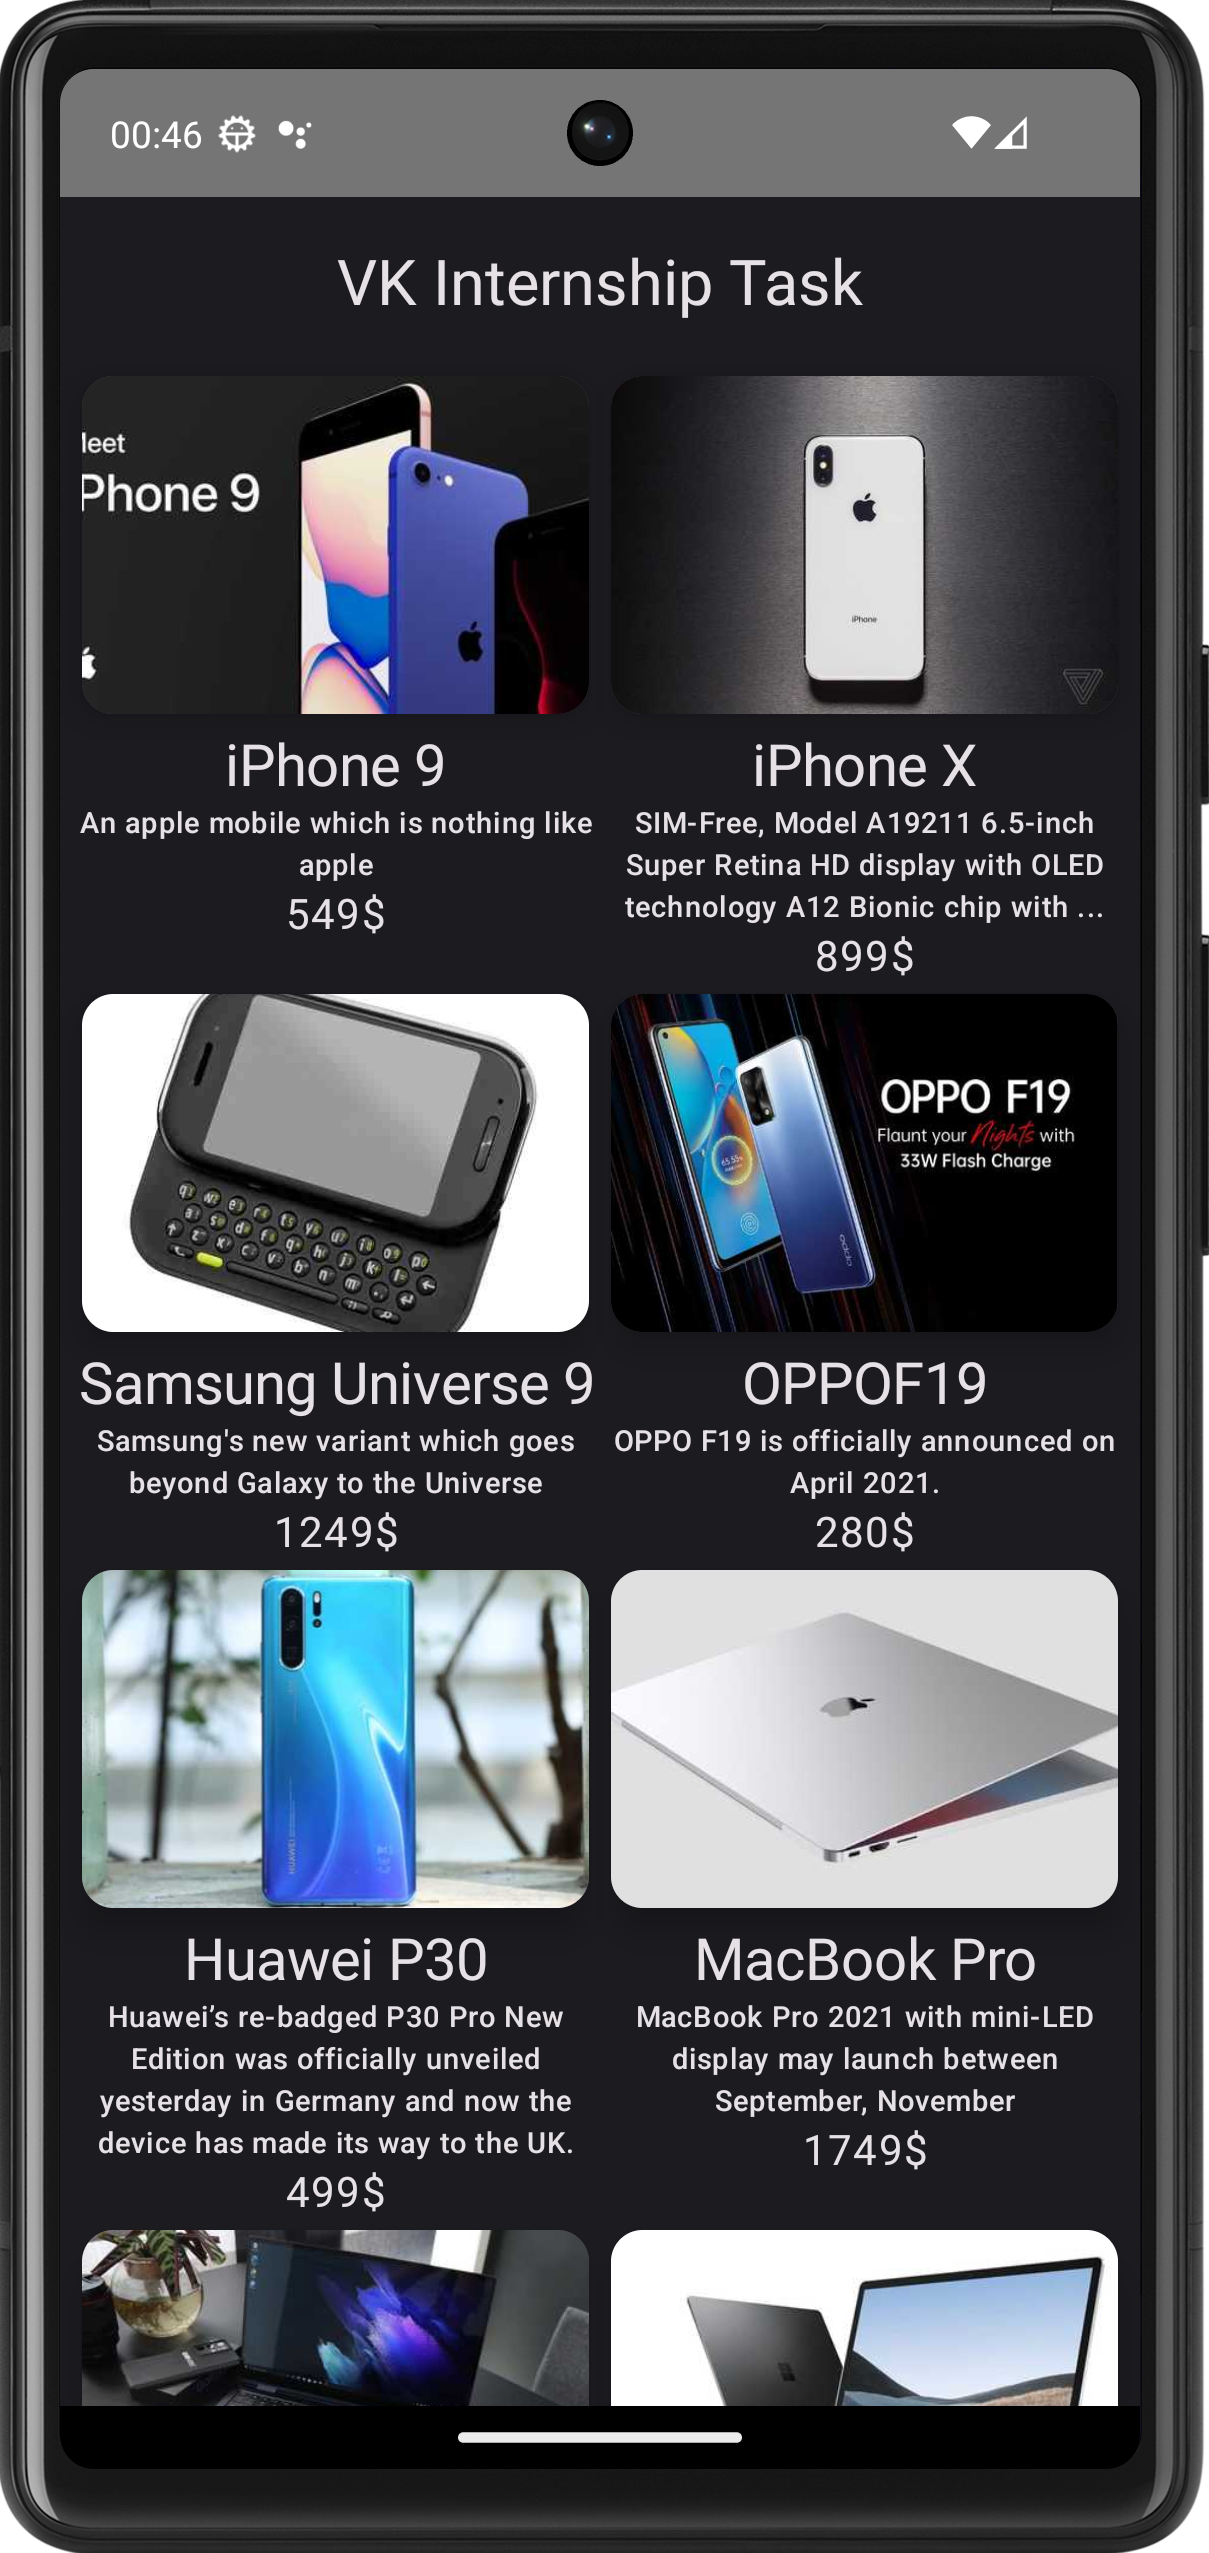 00:46
VK Internship Task
leet
Phone 9
iPhone
iPhone 9
An apple mobile which is nothing like
apple
549$
iPhone X
SIM-Free, Model A19211 6.5-inch
Super Retina HD display with OLED
technology A12 Bionic chip with ...
899$
OPPO F19
Flaunt your Nights with
33W Flash Charge
oppo
Samsung Universe 9
Samsung's new variant which goes
beyond Galaxy to the Universe
1249$
OPPOF19
OPPO F19 is officially announced on
April 2021.
280$
HUAWEI
Huawei P30
Huawei’s re-badged P30 Pro New
Edition was officially unveiled
yesterday in Germany and now the
device has made its way to the UK.
499$
MacBook Pro
MacBook Pro 2021 with mini-LED
display may launch between
September, November
1749$